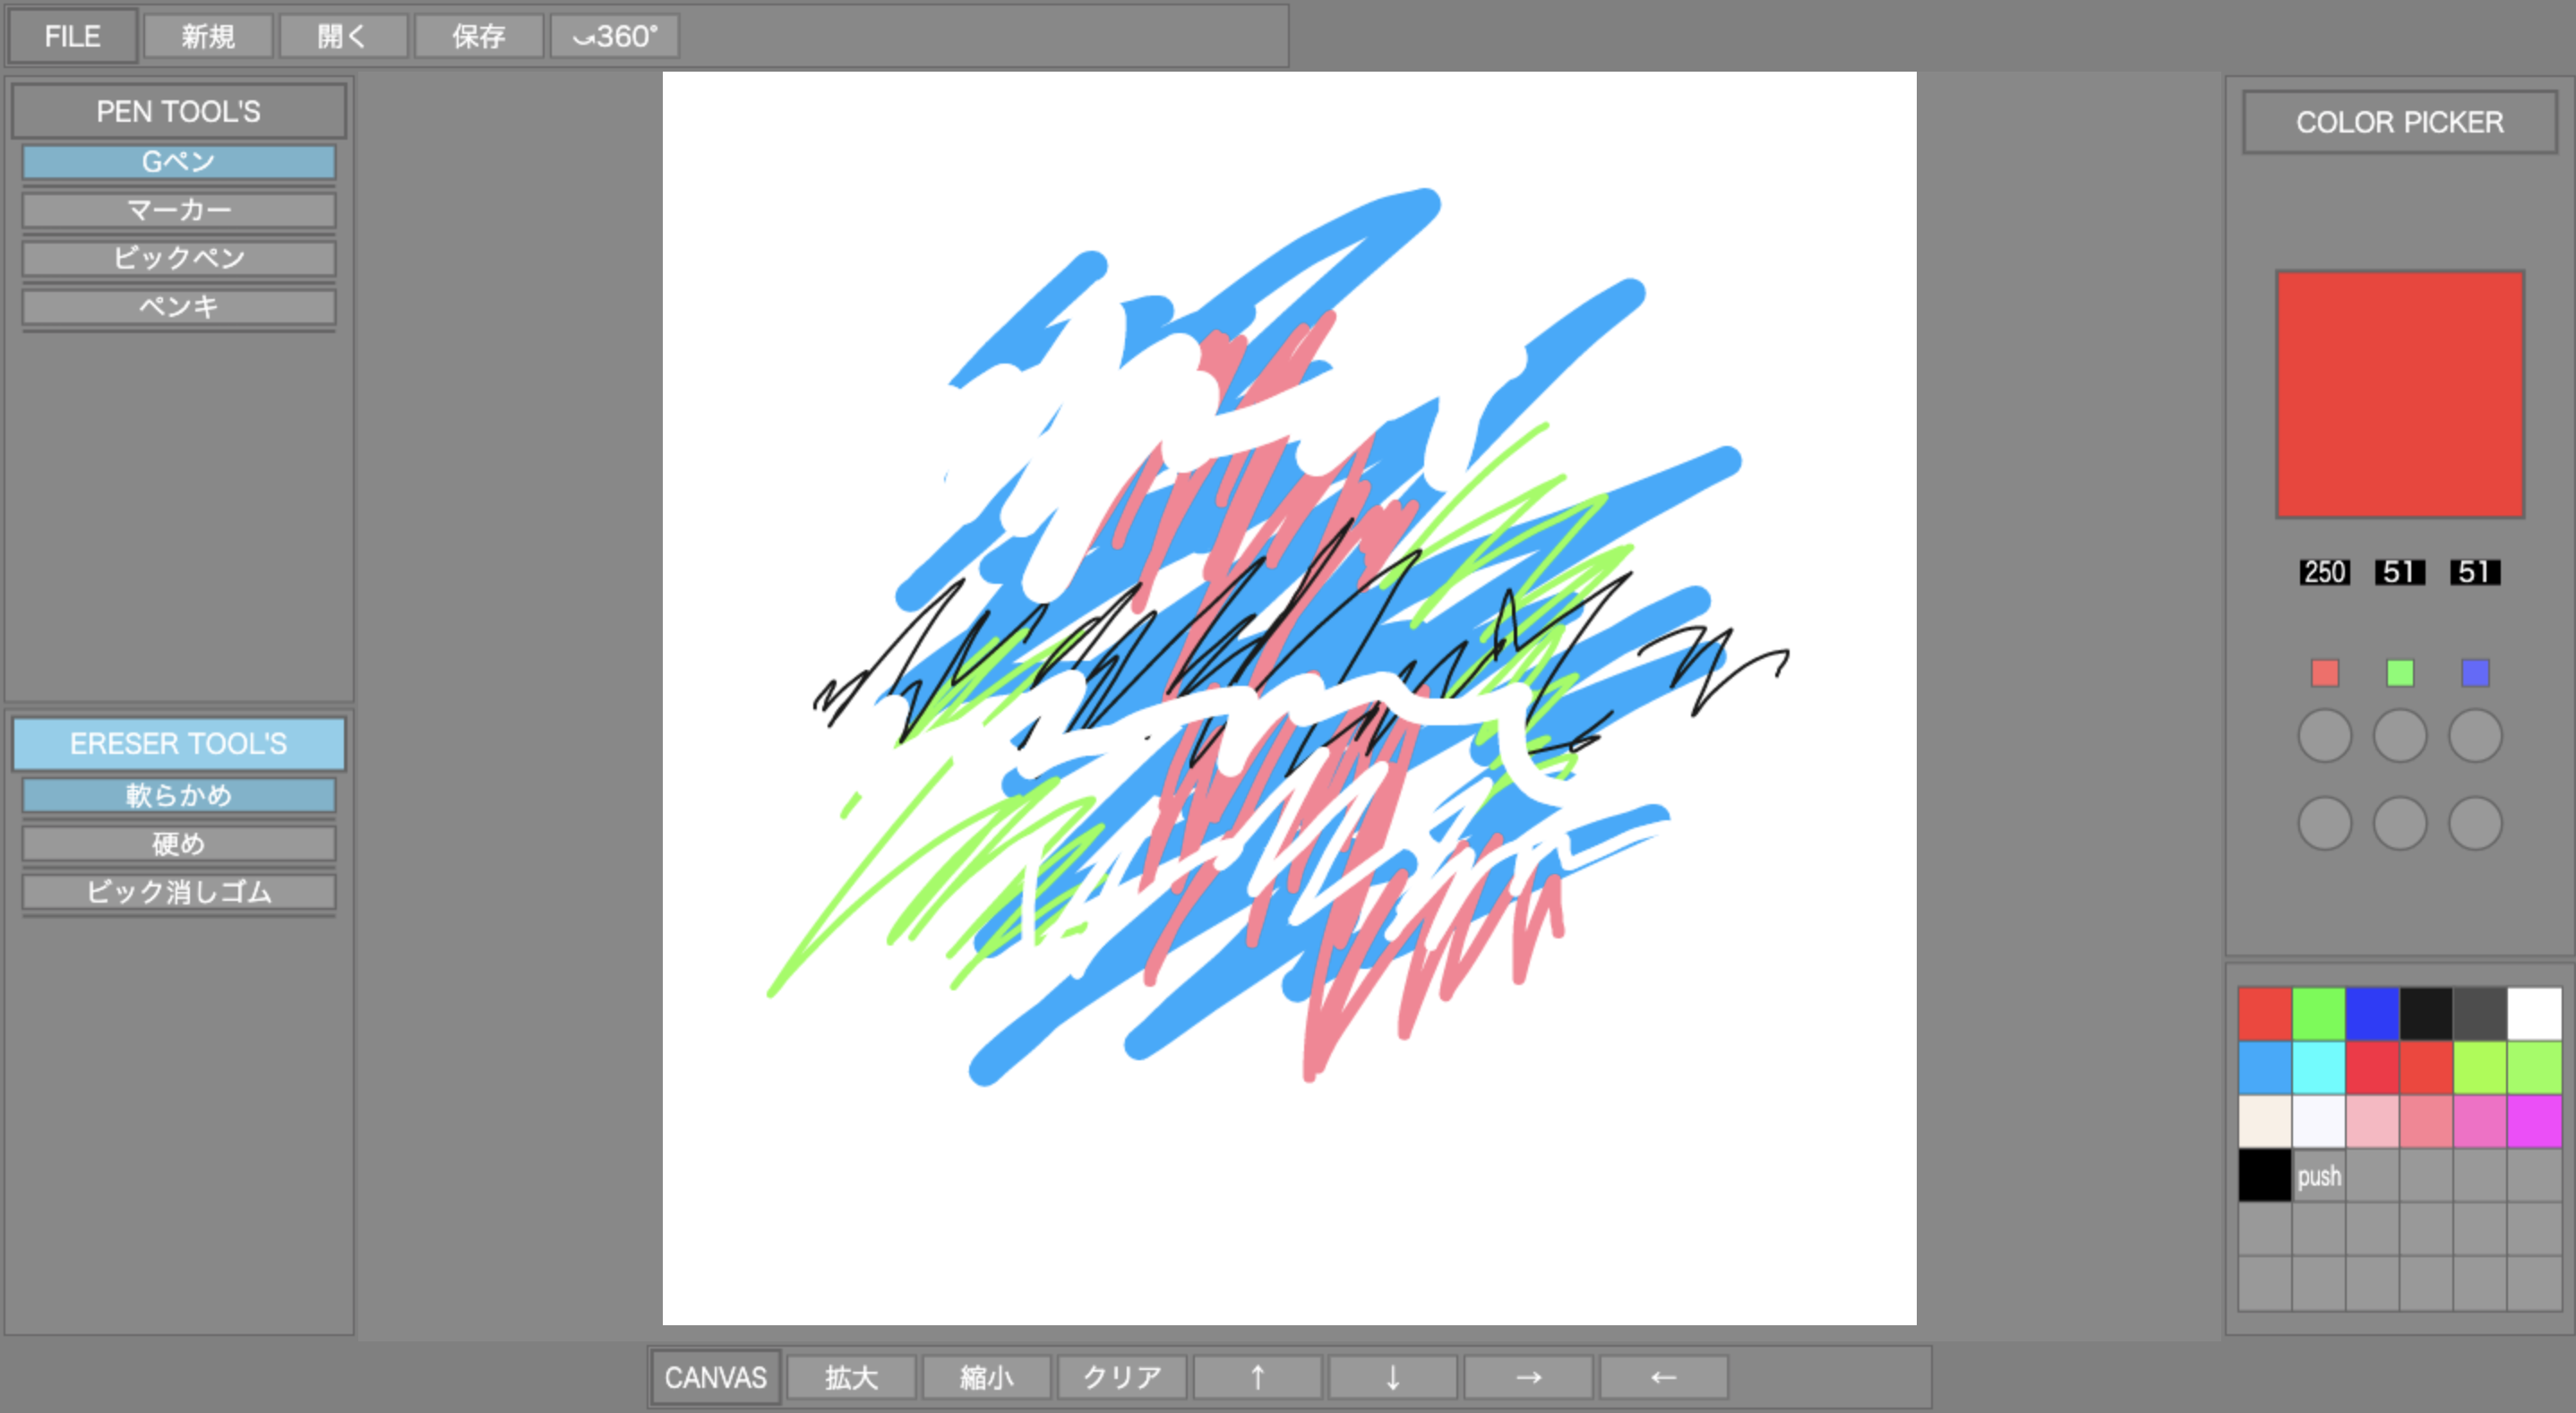 FILE 新規 開く 保存 ⤻360°
PEN TOOL'S
Gペン
マーカー
ビックペン
ペンキ
ERESER TOOL'S
軟らかめ
硬め
ビック消しゴム
COLOR PICKER
250 51 51
push
CANVAS 拡大 縮小 クリア ↑ ↓ → ←